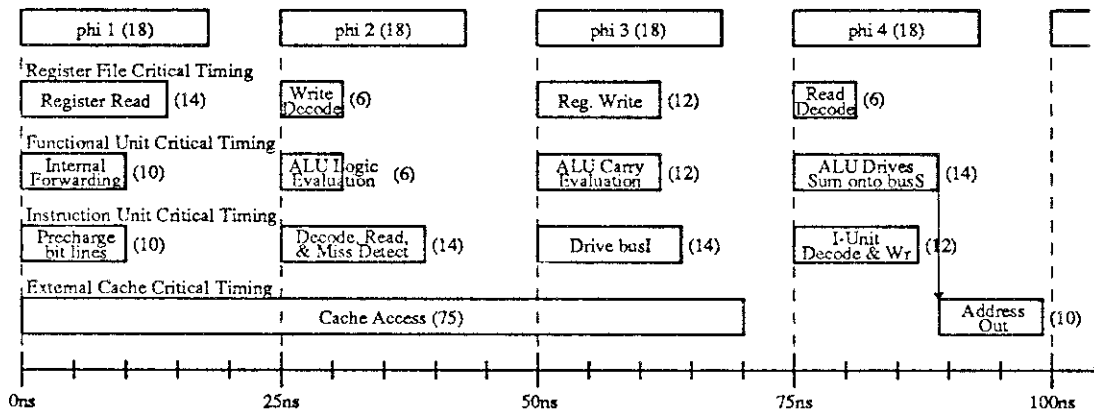 phi 1 (18) phi 2 (18) phi 3 (18) phi 4 (18)
Register File Critical Timing
Register Read (14) Write Decode (6) Reg. Write (12) Read Decode (6)
Functional Unit Critical Timing
Internal Forwarding (10) ALU Logic Evaluation (6) ALU Carry Evaluation (12) ALU Drives Sum onto busS (14)
Instruction Unit Critical Timing
Precharge bit lines (10) Decode, Read, & Miss Detect (14) Drive busI (14) I-Unit Decode & Wr (12)
External Cache Critical Timing
Cache Access (75) Address Out (10)
0ns 25ns 50ns 75ns 100ns